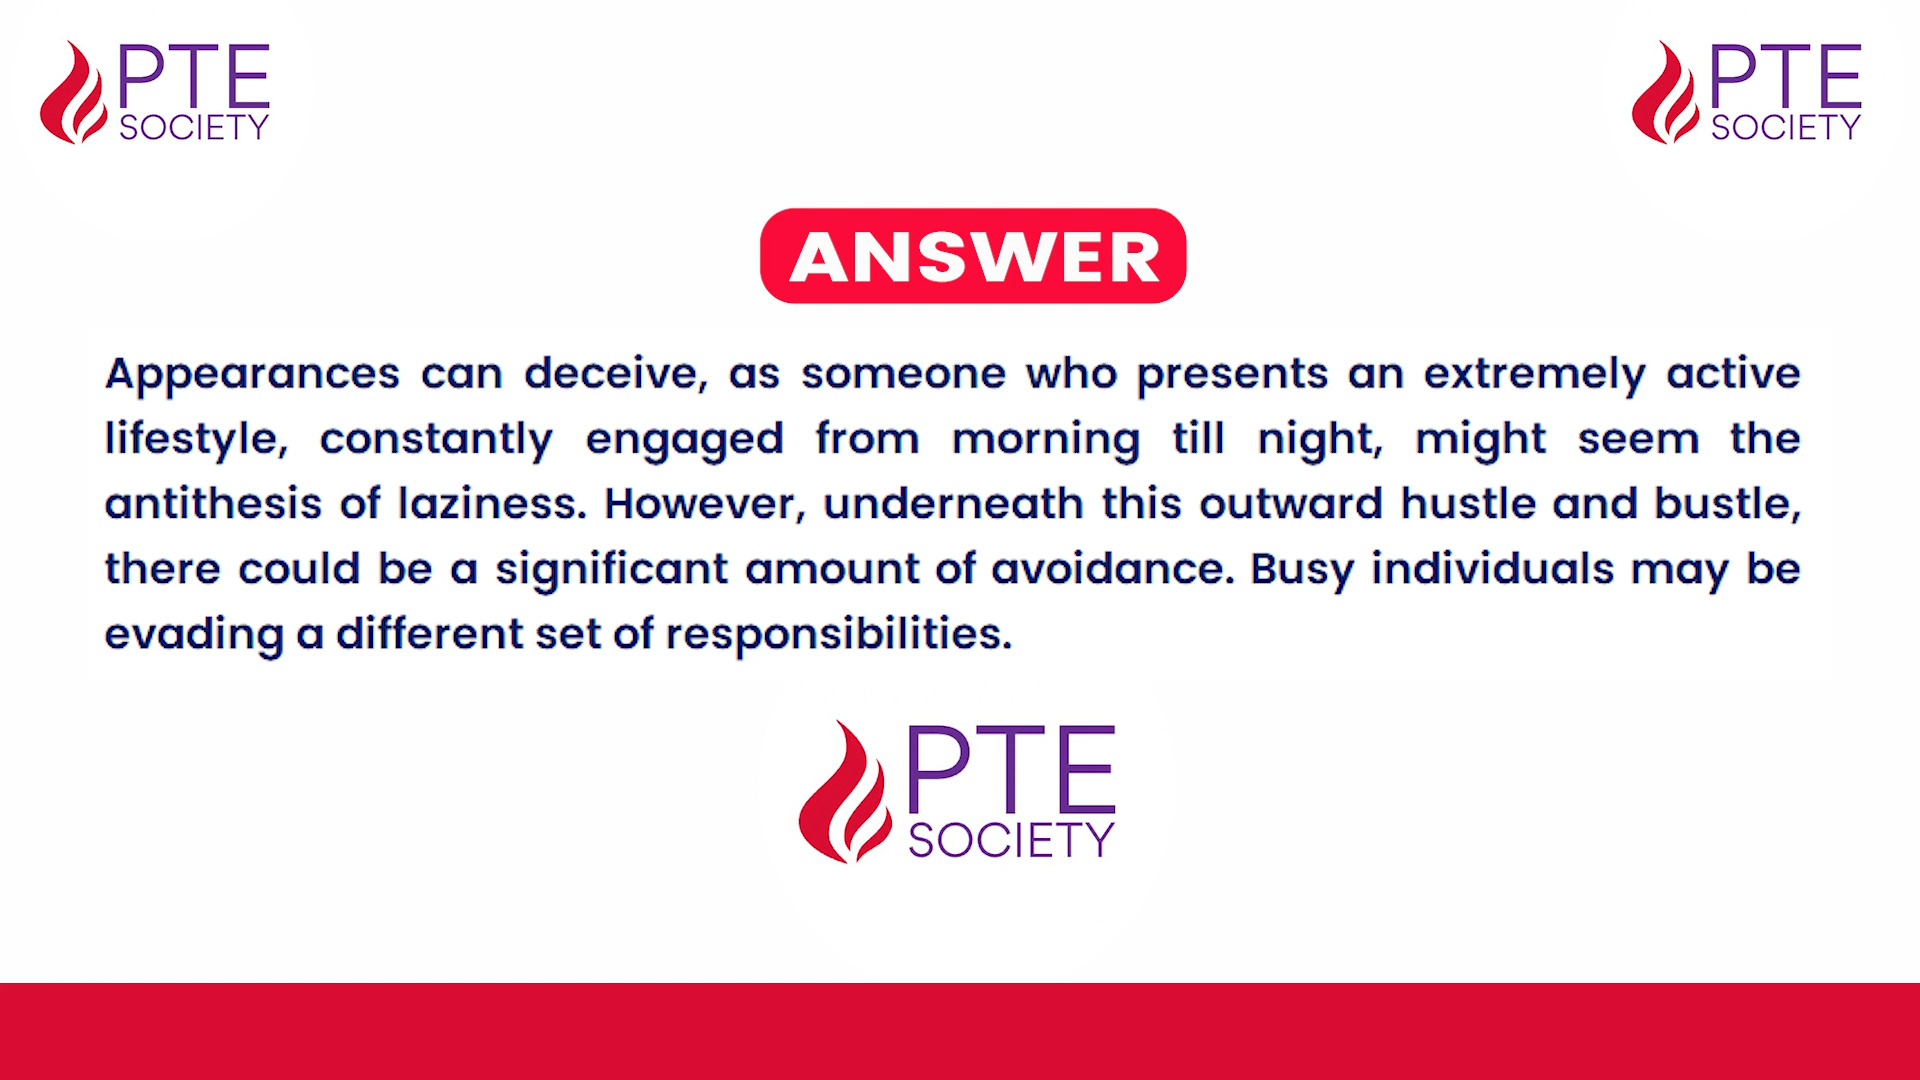 PTE
SOCIETY
PTE
SOCIETY
ANSWER
Appearances can deceive, as someone who presents an extremely active
lifestyle, constantly engaged from morning till night, might seem the
antithesis of laziness. However, underneath this outward hustle and bustle,
there could be a significant amount of avoidance. Busy individuals may be
evading a different set of responsibilities.
PTE
SOCIETY